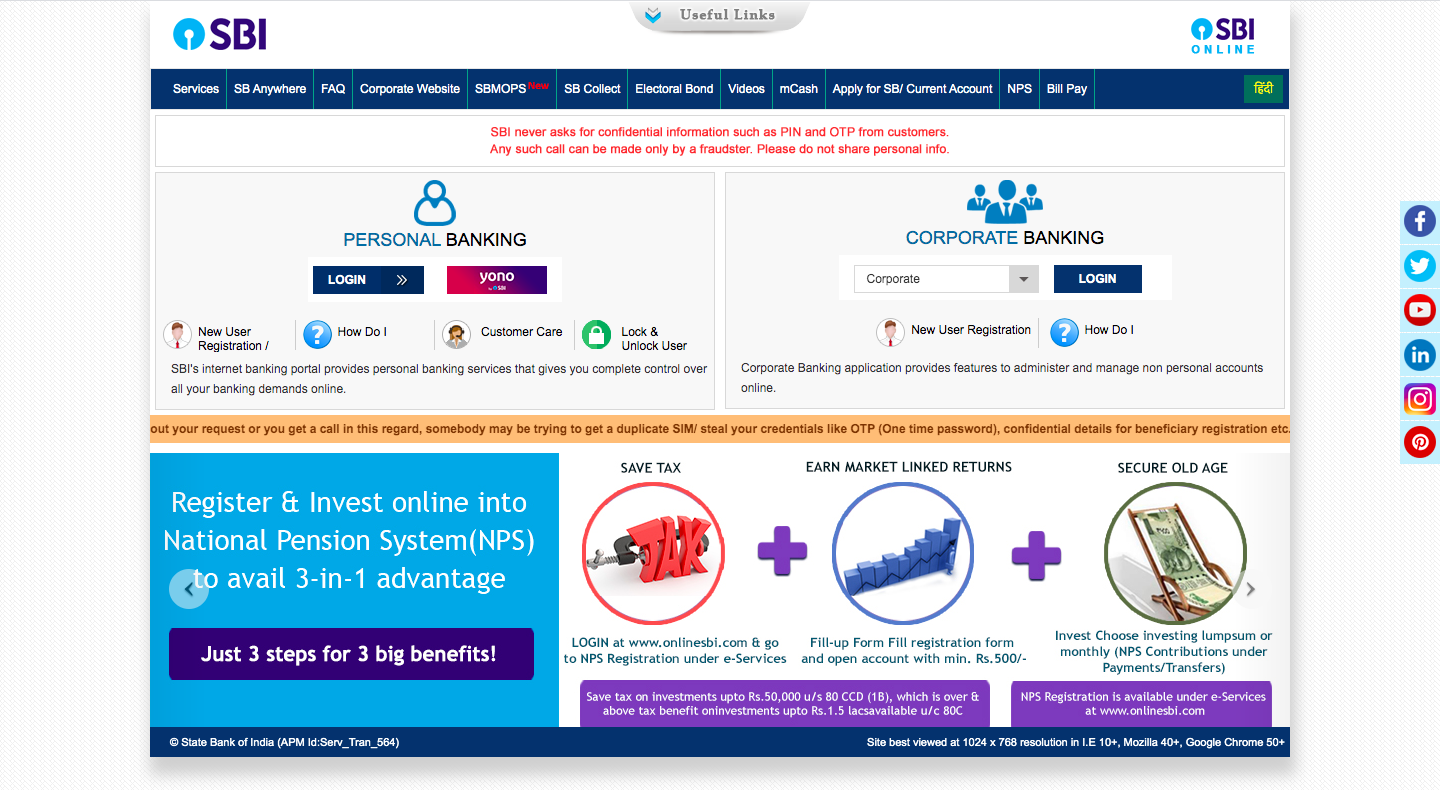 Useful Links
SBI
SBI
ONLINE
Services SB Anywhere FAQ Corporate Website SBMOPS New SB Collect Electoral Bond Videos mCash Apply for SB/ Current Account NPS Bill Pay हिंदी
SBI never asks for confidential information such as PIN and OTP from customers.
Any such call can be made only by a fraudster. Please do not share personal info.
PERSONAL BANKING
LOGIN
yono
by SBI
New User
Registration /
How Do I
Customer Care
Lock &
Unlock User
SBI's internet banking portal provides personal banking services that gives you complete control over
all your banking demands online.
CORPORATE BANKING
Corporate
LOGIN
New User Registration
How Do I
Corporate Banking application provides features to administer and manage non personal accounts
online.
out your request or you get a call in this regard, somebody may be trying to get a duplicate SIM/ steal your credentials like OTP (One time password), confidential details for beneficiary registration etc.
Register & Invest online into
National Pension System(NPS)
to avail 3-in-1 advantage
Just 3 steps for 3 big benefits!
SAVE TAX
TAX
LOGIN at www.onlinesbi.com & go
to NPS Registration under e-Services
EARN MARKET LINKED RETURNS
Fill-up Form Fill registration form
and open account with min. Rs.500/-
SECURE OLD AGE
Invest Choose investing lumpsum or
monthly (NPS Contributions under
Payments/Transfers)
Save tax on investments upto Rs.50,000 u/s 80 CCD (1B), which is over &
above tax benefit oninvestments upto Rs.1.5 lacsavailable u/c 80C
NPS Registration is available under e-Services
at www.onlinesbi.com
© State Bank of India (APM Id:Serv_Tran_564)
Site best viewed at 1024 x 768 resolution in I.E 10+, Mozilla 40+, Google Chrome 50+